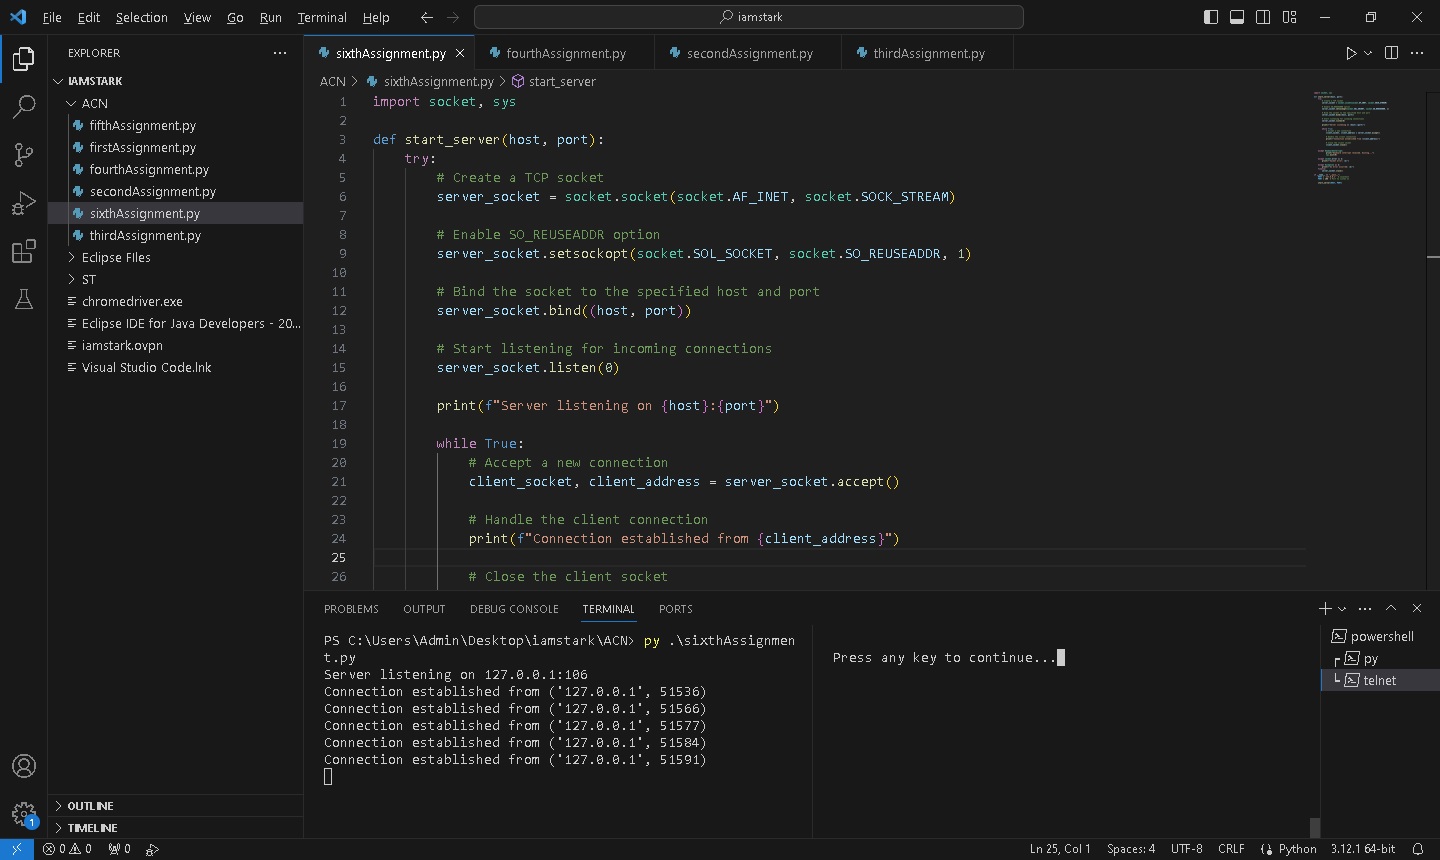 File Edit Selection View Go Run Terminal Help
iamstark
EXPLORER
IAMSTARK
ACN
fifthAssignment.py
firstAssignment.py
fourthAssignment.py
secondAssignment.py
sixthAssignment.py
thirdAssignment.py
Eclipse FIles
ST
chromedriver.exe
Eclipse IDE for Java Developers - 20...
iamstark.ovpn
Visual Studio Code.lnk
OUTLINE
TIMELINE
sixthAssignment.py fourthAssignment.py secondAssignment.py thirdAssignment.py
ACN > sixthAssignment.py > start_server
1 import socket, sys
2
3 def start_server(host, port):
4 try:
5 # Create a TCP socket
6 server_socket = socket.socket(socket.AF_INET, socket.SOCK_STREAM)
7
8 # Enable SO_REUSEADDR option
9 server_socket.setsockopt(socket.SOL_SOCKET, socket.SO_REUSEADDR, 1)
10
11 # Bind the socket to the specified host and port
12 server_socket.bind((host, port))
13
14 # Start listening for incoming connections
15 server_socket.listen(0)
16
17 print(f"Server listening on {host}:{port}")
18
19 while True:
20 # Accept a new connection
21 client_socket, client_address = server_socket.accept()
22
23 # Handle the client connection
24 print(f"Connection established from {client_address}")
25
26 # Close the client socket
PROBLEMS OUTPUT DEBUG CONSOLE TERMINAL PORTS
PS C:\Users\Admin\Desktop\iamstark\ACN> py .\sixthAssignmen
t.py
Server listening on 127.0.0.1:106
Connection established from ('127.0.0.1', 51536)
Connection established from ('127.0.0.1', 51566)
Connection established from ('127.0.0.1', 51577)
Connection established from ('127.0.0.1', 51584)
Connection established from ('127.0.0.1', 51591)
Press any key to continue...
powershell
py
telnet
1
0 0 0
Ln 25, Col 1 Spaces: 4 UTF-8 CRLF Python 3.12.1 64-bit